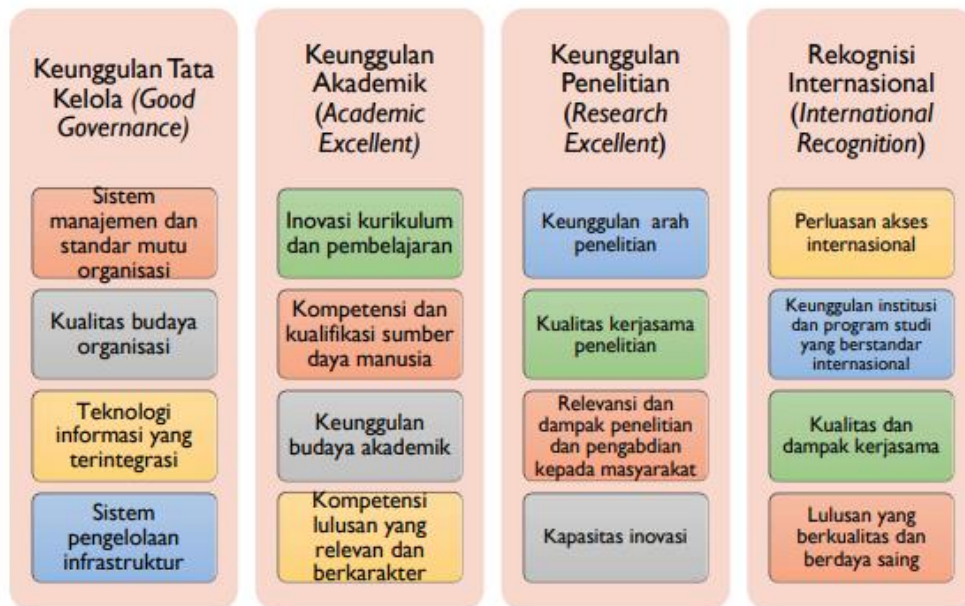 Keunggulan Tata
Kelola (Good
Governance)
Sistem
manajemen dan
standar mutu
organisasi
Kualitas budaya
organisasi
Teknologi
informasi yang
terintegrasi
Sistem
pengelolaan
infrastruktur
Keunggulan
Akademik
(Academic
Excellent)
Inovasi kurikulum
dan pembelajaran
Kompetensi dan
kualifikasi sumber
daya manusia
Keunggulan
budaya akademik
Kompetensi
lulusan yang
relevan dan
berkarakter
Keunggulan
Penelitian
(Research
Excellent)
Keunggulan arah
penelitian
Kualitas kerjasama
penelitian
Relevansi dan
dampak penelitian
dan pengabdian
kepada masyarakat
Kapasitas inovasi
Rekognisi
Internasional
(International
Recognition)
Perluasan akses
internasional
Keunggulan institusi
dan program studi
yang berstandar
internasional
Kualitas dan
dampak kerjasama
Lulusan yang
berkualitas dan
berdaya saing